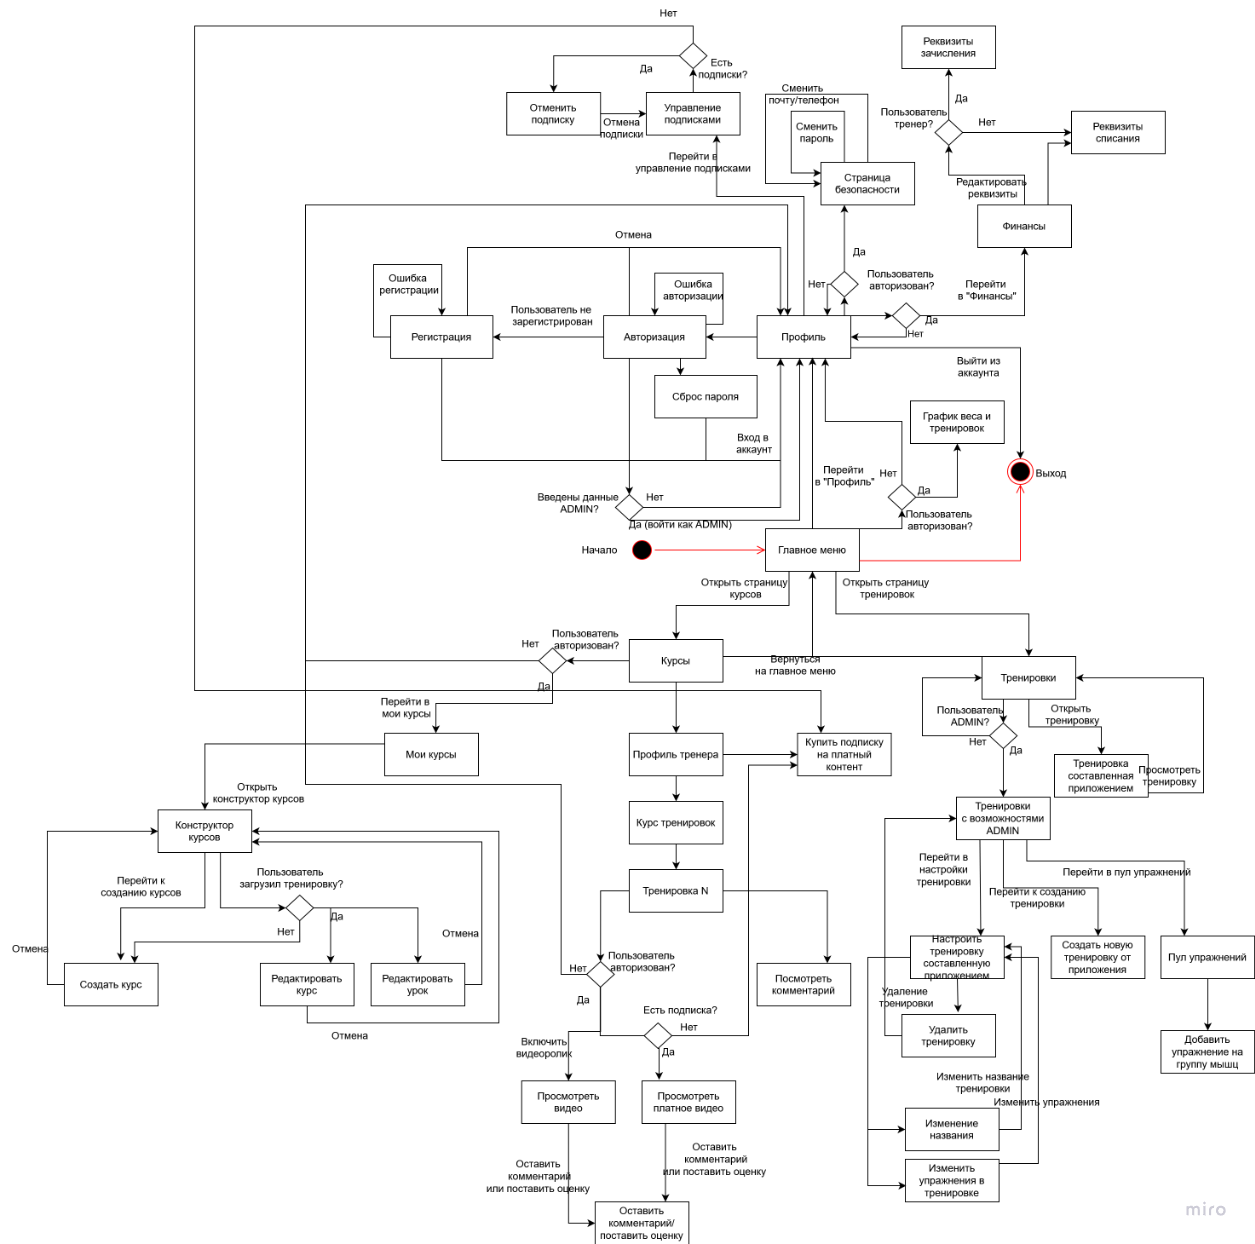 Нет
Есть
подписки?
Да
Отменить
подписку
Отмена
подписки
Управление
подписками
Перейти в
управление подписками
Сменить
почту/телефон
Сменить
пароль
Страница
безопасности
Реквизиты
зачисления
Да
Пользователь
тренер?
Нет
Реквизиты
списания
Редактировать
реквизиты
Финансы
Отмена
Да
Пользователь
авторизован?
Нет
Перейти
в "Финансы"
Да
Нет
Ошибка
регистрации
Ошибка
авторизации
Пользователь не
зарегистрирован
Регистрация
Авторизация
Профиль
Выйти из
аккаунта
Сброс пароля
График веса и
тренировок
Вход в
аккаунт
Перейти
в "Профиль"
Нет
Да
Выход
Введены данные
ADMIN?
Нет
Да (войти как ADMIN)
Пользователь
авторизован?
Начало
Главное меню
Открыть страницу
курсов
Открыть страницу
тренировок
Нет
Пользователь
авторизован?
Да
Курсы
Вернуться
на главное меню
Тренировки
Перейти в
мои курсы
Мои курсы
Профиль тренера
Купить подписку
на платный
контент
Пользователь
ADMIN?
Нет
Да
Открыть
тренировку
Тренировка
составленная
приложением
Просмотреть
тренировку
Открыть
конструктор курсов
Конструктор
курсов
Курс тренировок
Тренировки
с возможностями
ADMIN
Перейти к
созданию курсов
Пользователь
загрузил тренировку?
Да
Нет
Тренировка N
Перейти в
настройки
тренировки
Перейти к созданию
тренировки
Перейти в пул упражнений
Отмена
Отмена
Создать курс
Редактировать
курс
Редактировать
урок
Отмена
Нет
Пользователь
авторизован?
Да
Посмотреть
комментарий
Настроить
тренировку
составленную
приложением
Создать новую
тренировку от
приложения
Пул упражнений
Удаление
тренировки
Удалить
тренировку
Добавить
упражнение на
группу мышц
Есть подписка?
Нет
Да
Включить
видеоролик
Просмотреть
видео
Просмотреть
платное видео
Изменить название
тренировки
Изменить упражнения
Изменение
названия
Изменить
упражнения в
тренировке
Оставить
комментарий
или поставить оценку
Оставить
комментарий
или поставить оценку
Оставить
комментарий/
поставить оценку
miro